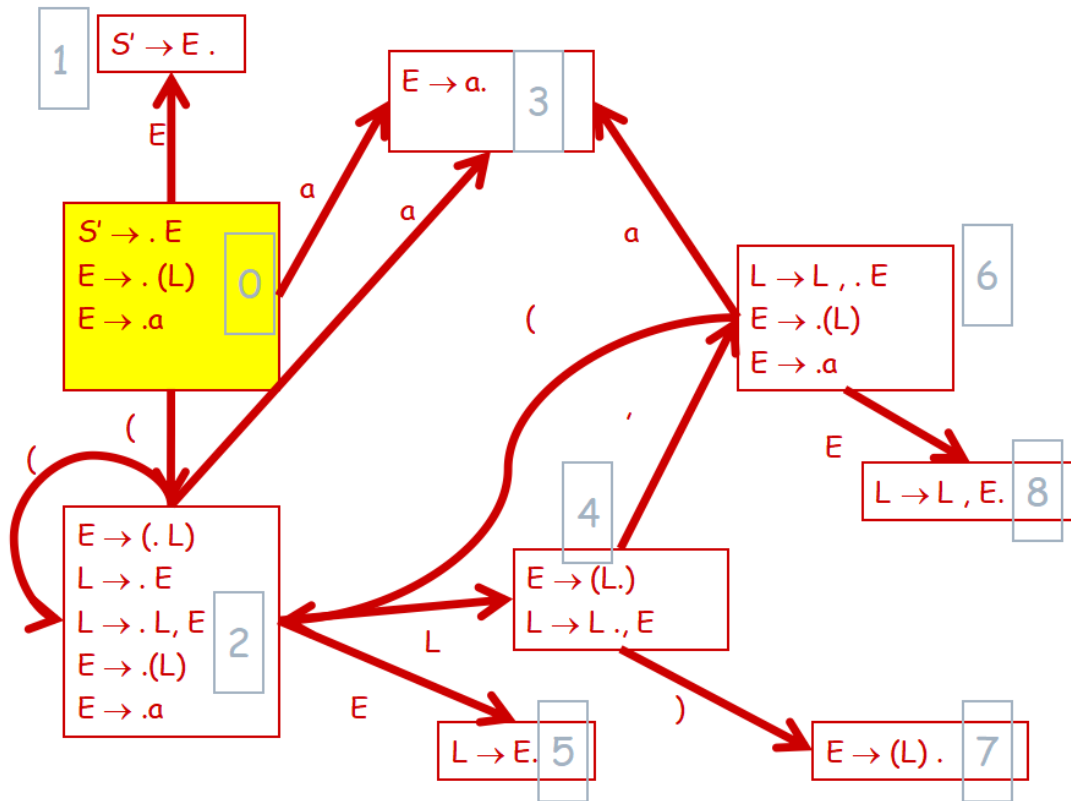 1
S' → E .
E → a.
3
E
a
a
a
S' → . E
E → . (L)
E → .a
0
6
L → L , . E
E → .(L)
E → .a
(
(
(
,
E
L → L , E.
8
4
E → (. L)
L → . E
L → . L, E
E → .(L)
E → .a
2
E → (L.)
L → L ., E
L
E
)
L → E.
5
E → (L) .
7